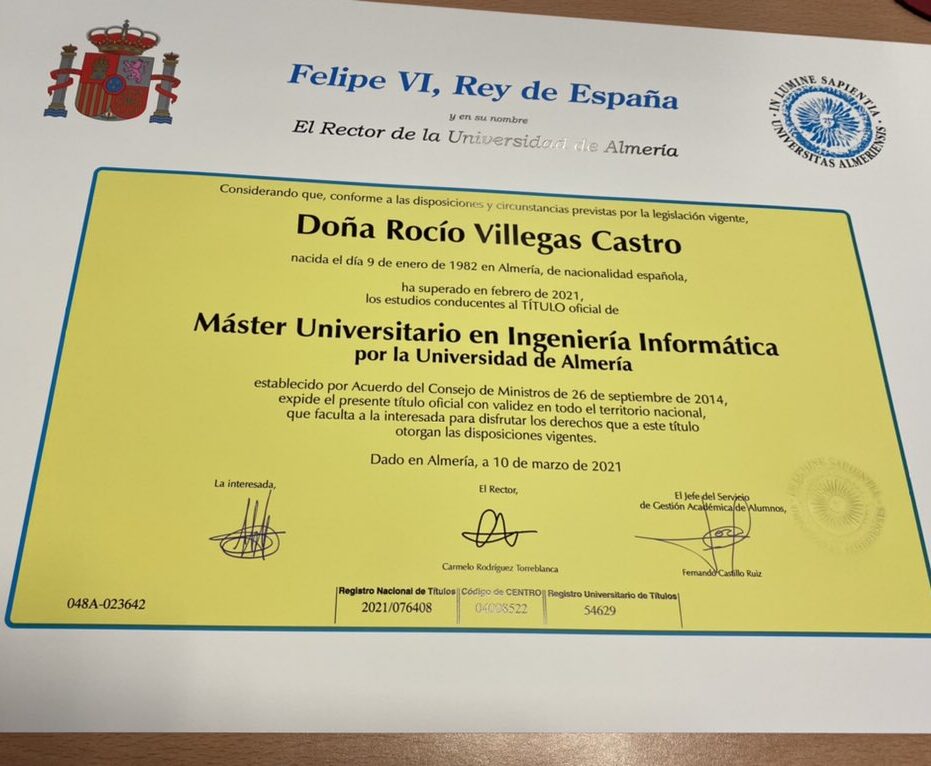 Felipe VI, Rey de España
y en su nombre
El Rector de la Universidad de Almería
IN LUMINE SAPIENTIA
UNIVERSITAS ALMERIENSIS
Considerando que, conforme a las disposiciones y circunstancias previstas por la legislación vigente,
Doña Rocío Villegas Castro
nacida el día 9 de enero de 1982 en Almería, de nacionalidad española,
ha superado en febrero de 2021,
los estudios conducentes al TÍTULO oficial de
Máster Universitario en Ingeniería Informática
por la Universidad de Almería
establecido por Acuerdo del Consejo de Ministros de 26 de septiembre de 2014,
expide el presente título oficial con validez en todo el territorio nacional,
que faculta a la interesada para disfrutar los derechos que a este título
otorgan las disposiciones vigentes.
Dado en Almería, a 10 de marzo de 2021
La interesada,
El Rector,
El Jefe del Servicio
de Gestión Académica de Alumnos,
Carmelo Rodríguez Torreblanca
Fernando Castillo Ruiz
048A-023642
Registro Nacional de Títulos
2021/076408
Código de CENTRO
04008522
Registro Universitario de Títulos
54629